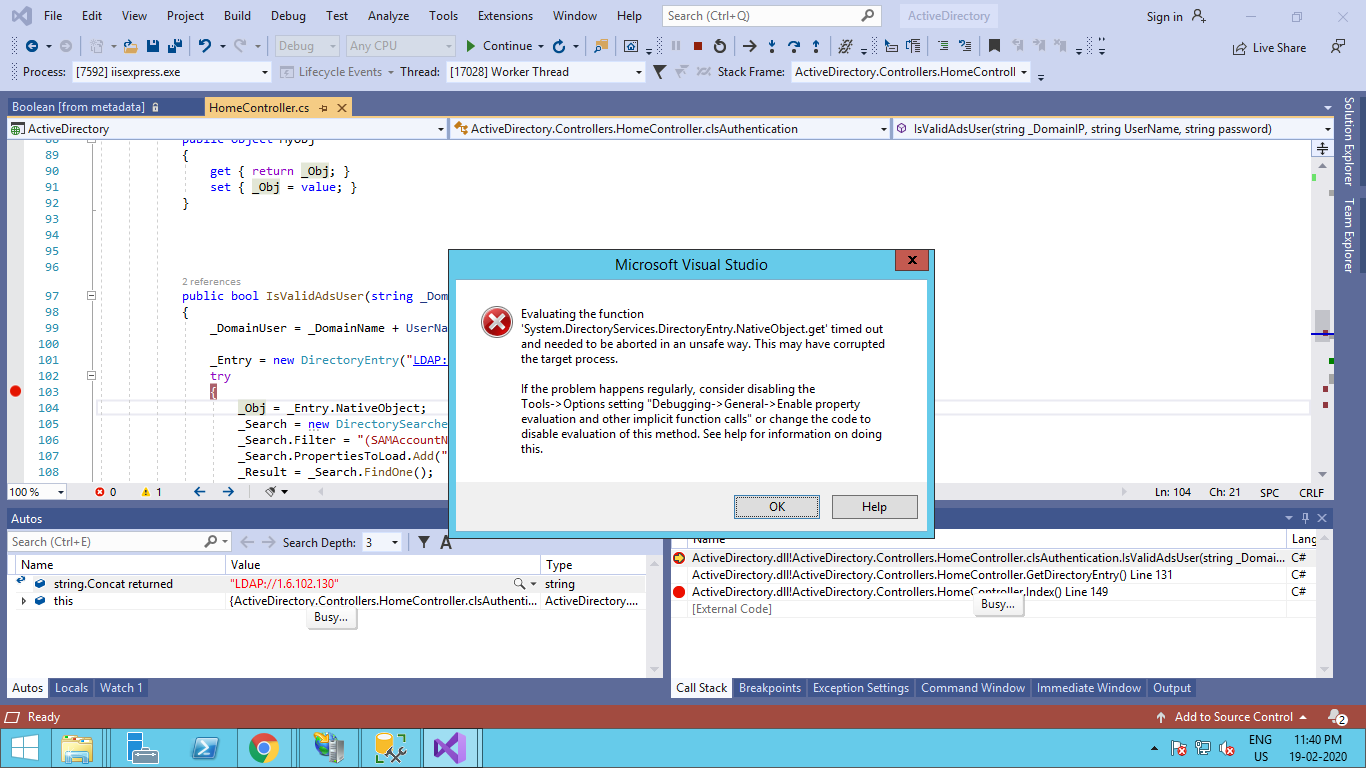 File Edit View Project Build Debug Test Analyze Tools Extensions Window Help Search (Ctrl+Q) ActiveDirectory Sign in
Debug Any CPU Continue Live Share
Process: [7592] iisexpress.exe Lifecycle Events Thread: [17028] Worker Thread Stack Frame: ActiveDirectory.Controllers.HomeControll
Boolean [from metadata] HomeController.cs
ActiveDirectory ActiveDirectory.Controllers.HomeController.clsAuthentication IsValidAdsUser(string _DomainIP, string UserName, string password)
88 public object MyObj
89 {
90 get { return _Obj; }
91 set { _Obj = value; }
92 }
93
94
95
96
2 references
97 public bool IsValidAdsUser(string _Dom
98 {
99 _DomainUser = _DomainName + UserNa
100
101 _Entry = new DirectoryEntry("LDAP:
102 try
103 {
104 _Obj = _Entry.NativeObject;
105 _Search = new DirectorySearche
106 _Search.Filter = "(SAMAccountN
107 _Search.PropertiesToLoad.Add("
108 _Result = _Search.FindOne();
Microsoft Visual Studio
x
Evaluating the function
'System.DirectoryServices.DirectoryEntry.NativeObject.get' timed out
and needed to be aborted in an unsafe way. This may have corrupted
the target process.
If the problem happens regularly, consider disabling the
Tools->Options setting "Debugging->General->Enable property
evaluation and other implicit function calls" or change the code to
disable evaluation of this method. See help for information on doing
this.
OK Help
Solution Explorer
Team Explorer
100 % 0 1 Ln: 104 Ch: 21 SPC CRLF
Autos
Search (Ctrl+E) Search Depth: 3 A
Name Value Type
string.Concat returned "LDAP://1.6.102.130" string
this {ActiveDirectory.Controllers.HomeController.clsAuthenti... ActiveDirectory....
Busy...
Autos Locals Watch 1
Name Lang
ActiveDirectory.dll!ActiveDirectory.Controllers.HomeController.clsAuthentication.IsValidAdsUser(string _Domai... C#
ActiveDirectory.dll!ActiveDirectory.Controllers.HomeController.GetDirectoryEntry() Line 131 C#
ActiveDirectory.dll!ActiveDirectory.Controllers.HomeController.Index() Line 149 C#
[External Code]
Busy...
Call Stack Breakpoints Exception Settings Command Window Immediate Window Output
Ready Add to Source Control 2
ENG 11:40 PM
US 19-02-2020